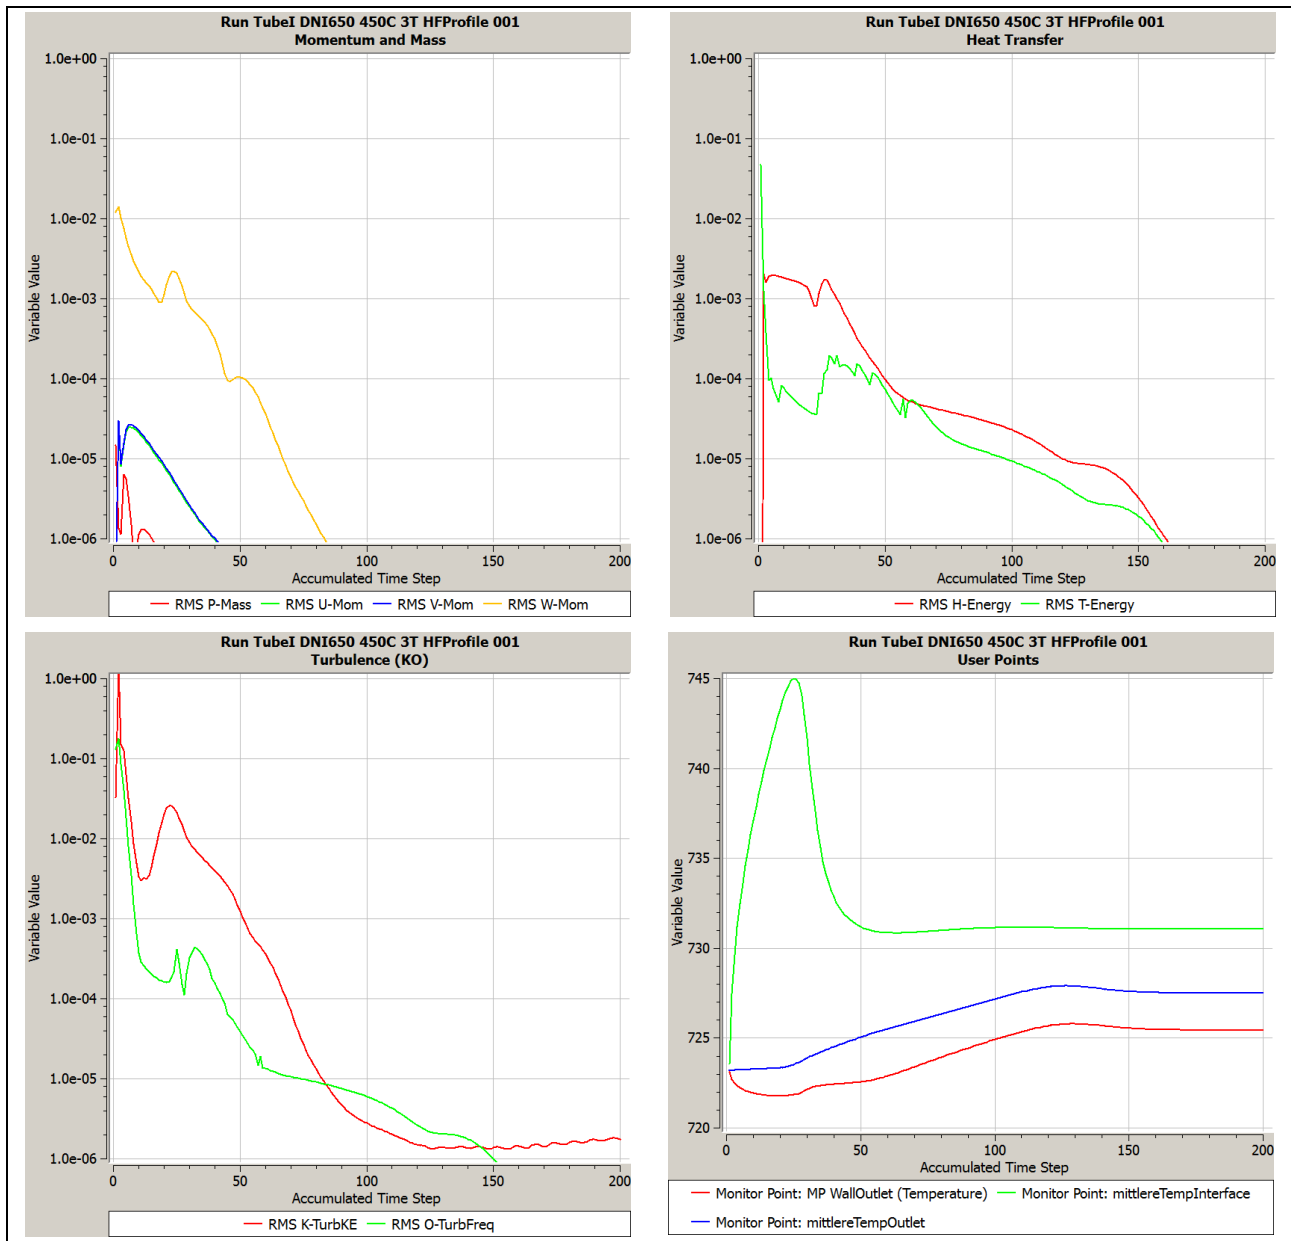 Run TubeI DNI650 450C 3T HFProfile 001
Momentum and Mass
1.0e+00
1.0e-01
1.0e-02
1.0e-03
1.0e-04
1.0e-05
1.0e-06
Variable Value
0
50
100
150
200
Accumulated Time Step
RMS P-Mass RMS U-Mom RMS V-Mom RMS W-Mom
Run TubeI DNI650 450C 3T HFProfile 001
Heat Transfer
1.0e+00
1.0e-01
1.0e-02
1.0e-03
1.0e-04
1.0e-05
1.0e-06
Variable Value
0
50
100
150
200
Accumulated Time Step
RMS H-Energy RMS T-Energy
Run TubeI DNI650 450C 3T HFProfile 001
Turbulence (KO)
1.0e+00
1.0e-01
1.0e-02
1.0e-03
1.0e-04
1.0e-05
1.0e-06
Variable Value
0
50
100
150
200
Accumulated Time Step
RMS K-TurbKE RMS O-TurbFreq
Run TubeI DNI650 450C 3T HFProfile 001
User Points
745
740
735
730
725
720
Variable Value
0
50
100
150
200
Accumulated Time Step
Monitor Point: MP WallOutlet (Temperature) Monitor Point: mittlereTempInterface
Monitor Point: mittlereTempOutlet